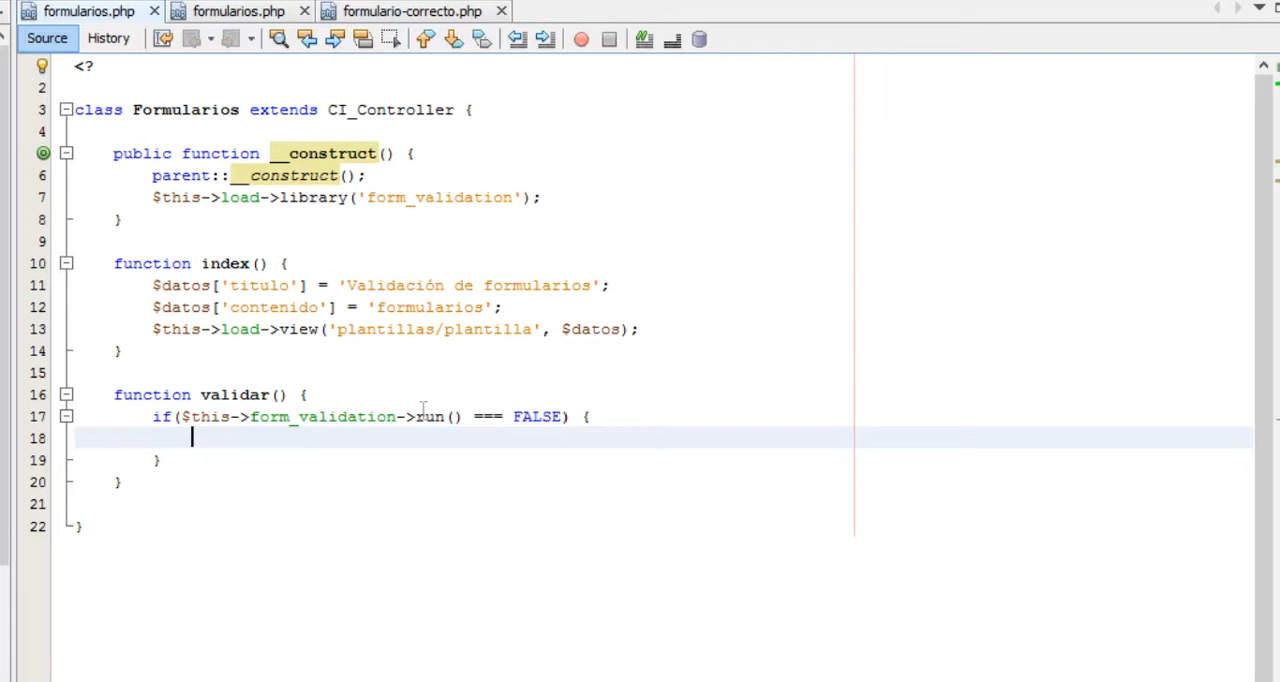 formularios.php formularios.php formulario-correcto.php
Source History
<?
2
3 class Formularios extends CI_Controller {
4
public function __construct() {
6 parent::__construct();
7 $this->load->library('form_validation');
8 }
9
10 function index() {
11 $datos['titulo'] = 'Validación de formularios';
12 $datos['contenido'] = 'formularios';
13 $this->load->view('plantillas/plantilla', $datos);
14 }
15
16 function validar() {
17 if($this->form_validation->run() === FALSE) {
18
19 }
20 }
21
22 }